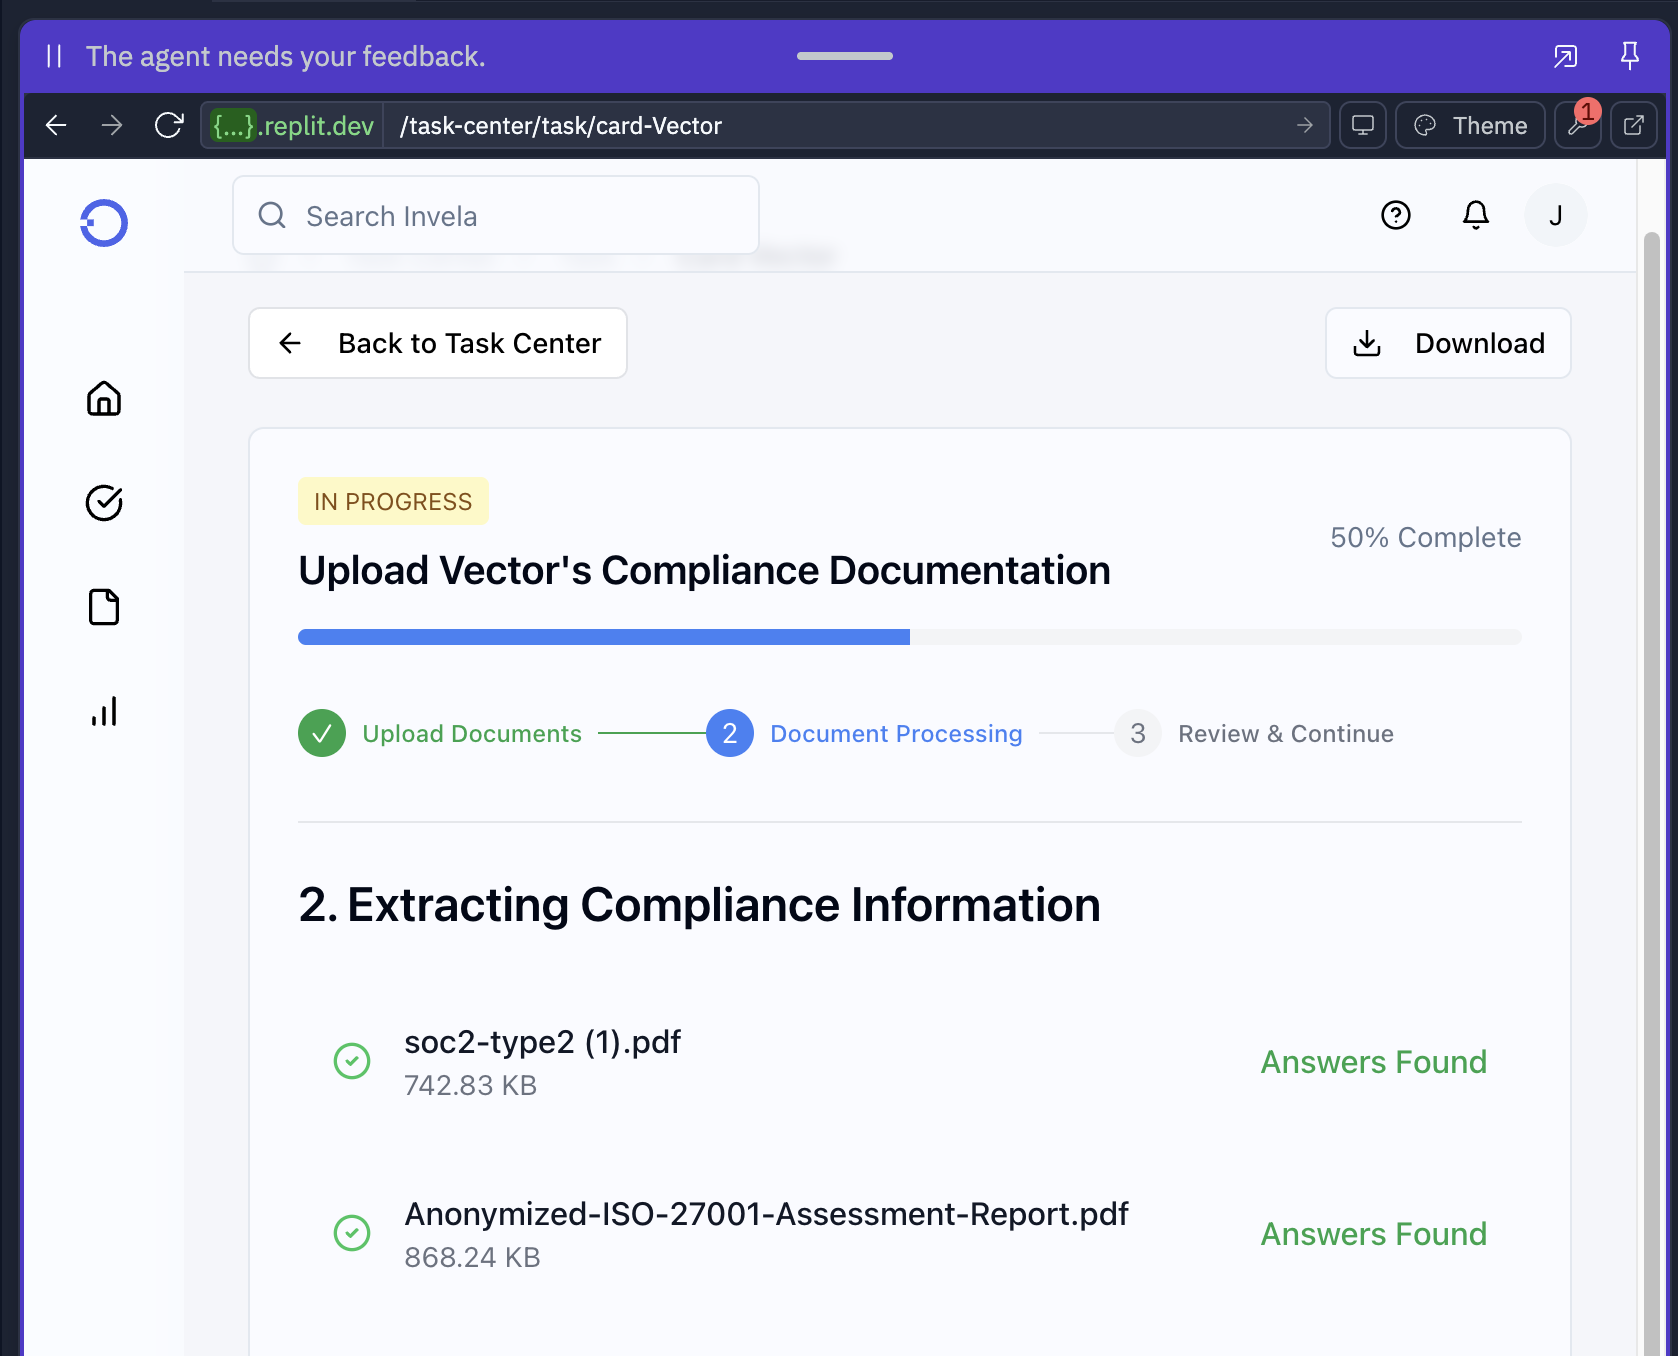 The agent needs your feedback.
{...}.replit.dev /task-center/task/card-Vector Theme 1
Search Invela J
Back to Task Center Download
IN PROGRESS
50% Complete
Upload Vector's Compliance Documentation
Upload Documents 2 Document Processing 3 Review & Continue
2. Extracting Compliance Information
soc2-type2 (1).pdf
742.83 KB
Answers Found
Anonymized-ISO-27001-Assessment-Report.pdf
868.24 KB
Answers Found